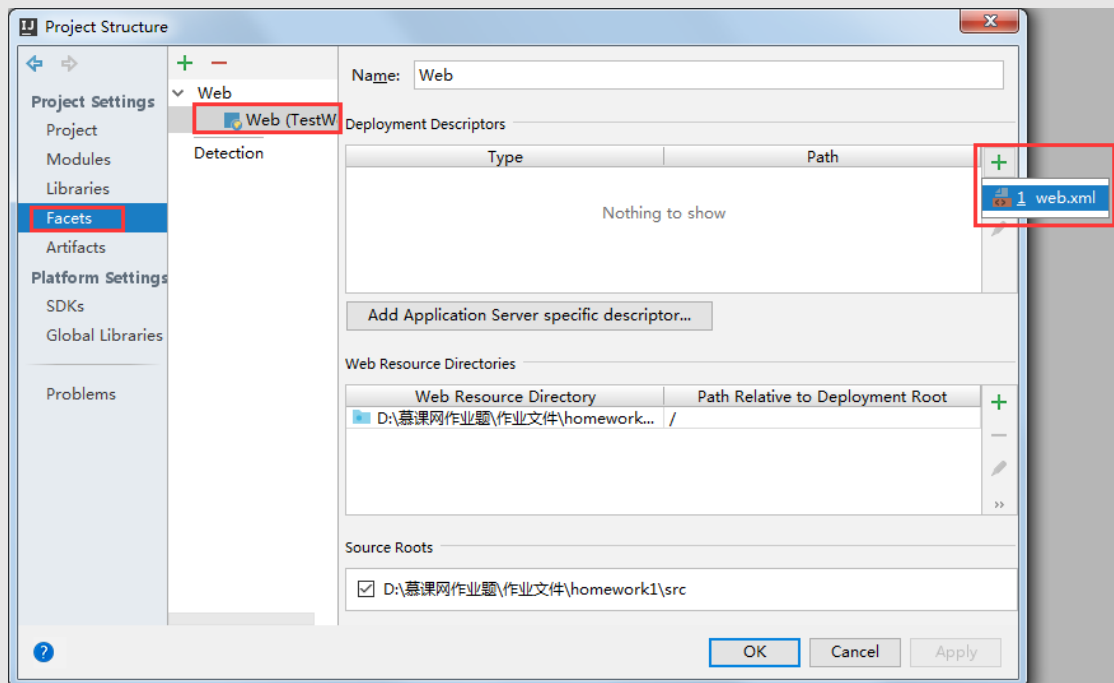 Project Structure
Project Settings
Project
Modules
Libraries
Facets
Artifacts
Platform Settings
SDKs
Global Libraries
Problems
Web
Web (TestW
Detection
Name: Web
Deployment Descriptors
Type Path
Nothing to show
1 web.xml
Add Application Server specific descriptor...
Web Resource Directories
Web Resource Directory Path Relative to Deployment Root
D:\慕课网作业题\作业文件\homework... /
Source Roots
D:\慕课网作业题\作业文件\homework1\src
? OK Cancel Apply